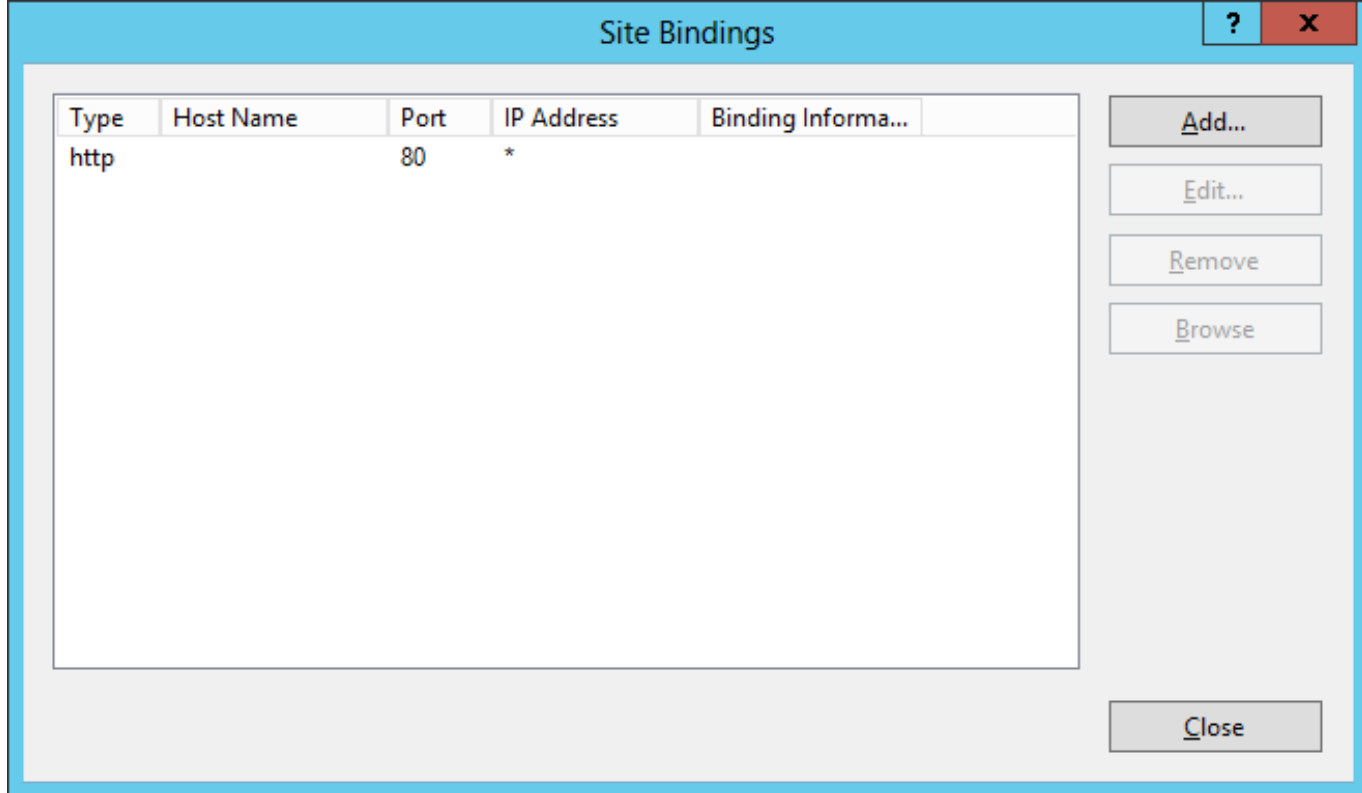 Site Bindings
? x
Type Host Name Port IP Address Binding Informa...
http 80 *
Add...
Edit...
Remove
Browse
Close